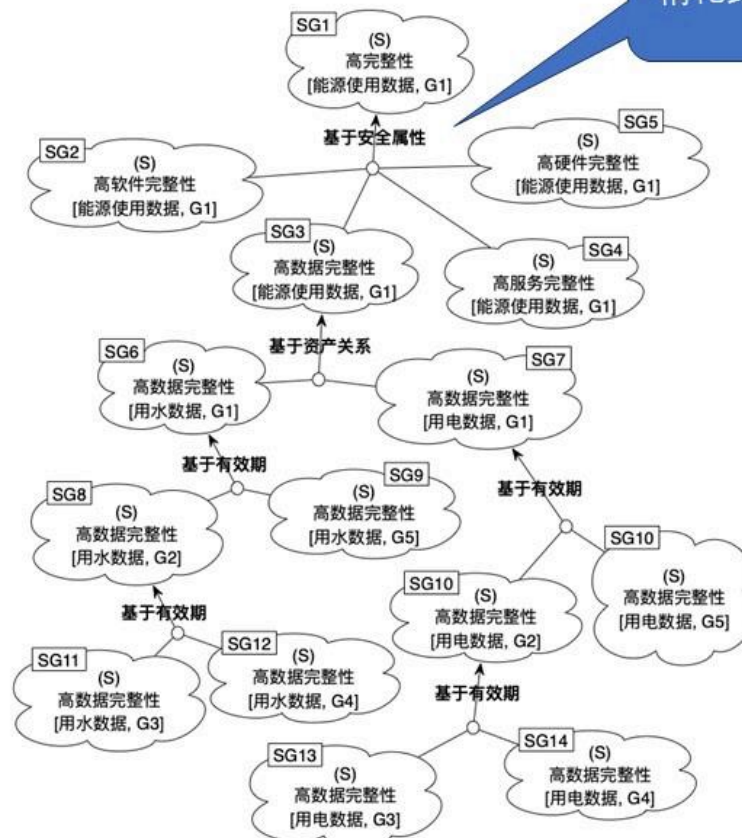 SG1
(S)
高完整性
[能源使用数据, G1]
基于安全属性
SG2
(S)
高软件完整性
[能源使用数据, G1]
SG5
(S)
高硬件完整性
[能源使用数据, G1]
SG3
(S)
高数据完整性
[能源使用数据, G1]
SG4
(S)
高服务完整性
[能源使用数据, G1]
基于资产关系
SG6
(S)
高数据完整性
[用水数据, G1]
SG7
(S)
高数据完整性
[用电数据, G1]
基于有效期
基于有效期
SG8
(S)
高数据完整性
[用水数据, G2]
SG9
(S)
高数据完整性
[用水数据, G5]
SG10
(S)
高数据完整性
[用电数据, G2]
SG10
(S)
高数据完整性
[用电数据, G5]
基于有效期
SG11
(S)
高数据完整性
[用水数据, G3]
SG12
(S)
高数据完整性
[用水数据, G4]
基于有效期
SG13
(S)
高数据完整性
[用电数据, G3]
SG14
(S)
高数据完整性
[用电数据, G4]